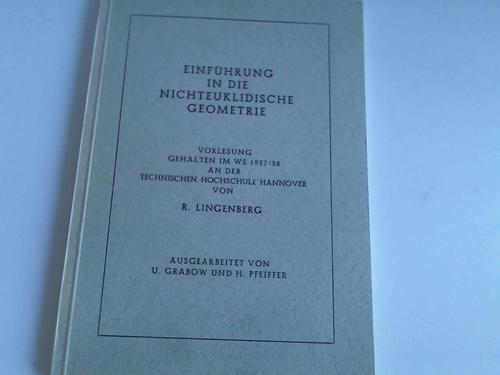 EINFÜHRUNG
IN DIE
NICHTEUKLIDISCHE
GEOMETRIE
VORLESUNG
GEHALTEN IM WS 1957/58
AN DER
TECHNISCHEN HOCHSCHULE HANNOVER
VON
R. LINGENBERG
AUSGEARBEITET VON
U. GRABOW UND H. PFEIFFER